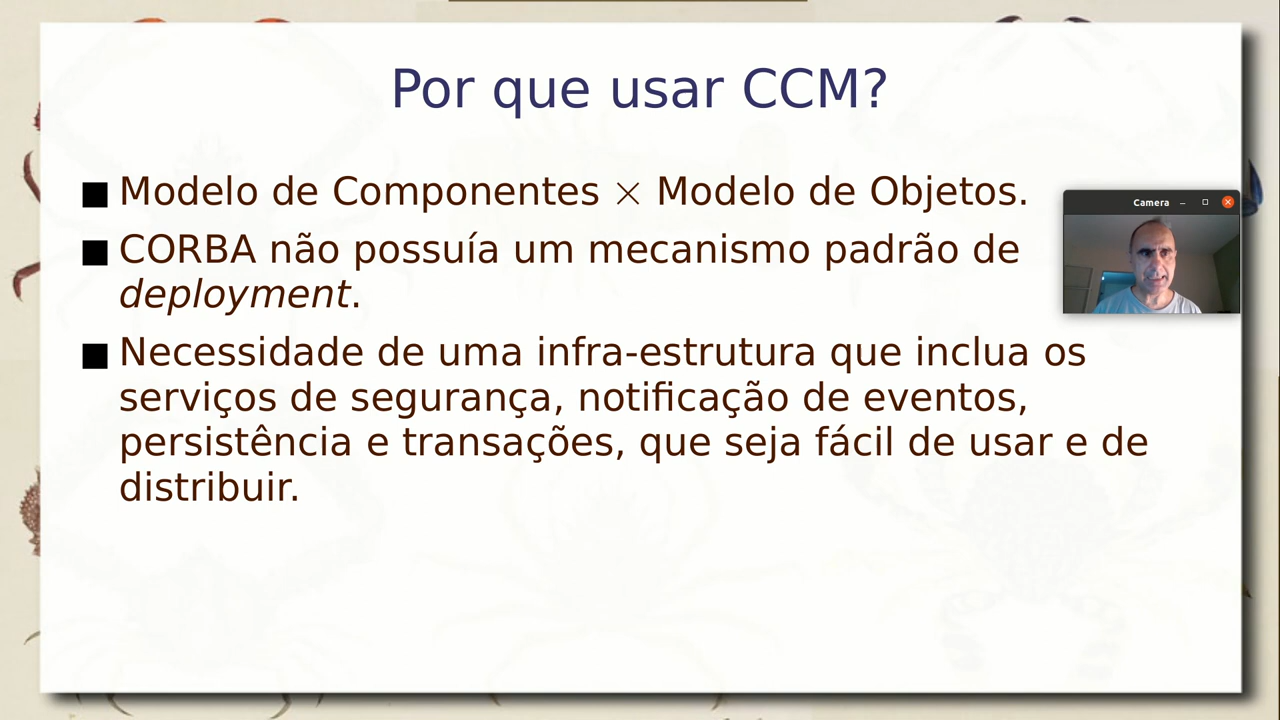 Por que usar CCM?
Modelo de Componentes × Modelo de Objetos.
CORBA não possuía um mecanismo padrão de
deployment.
Necessidade de uma infra-estrutura que inclua os
serviços de segurança, notificação de eventos,
persistência e transações, que seja fácil de usar e de
distribuir.
Camera